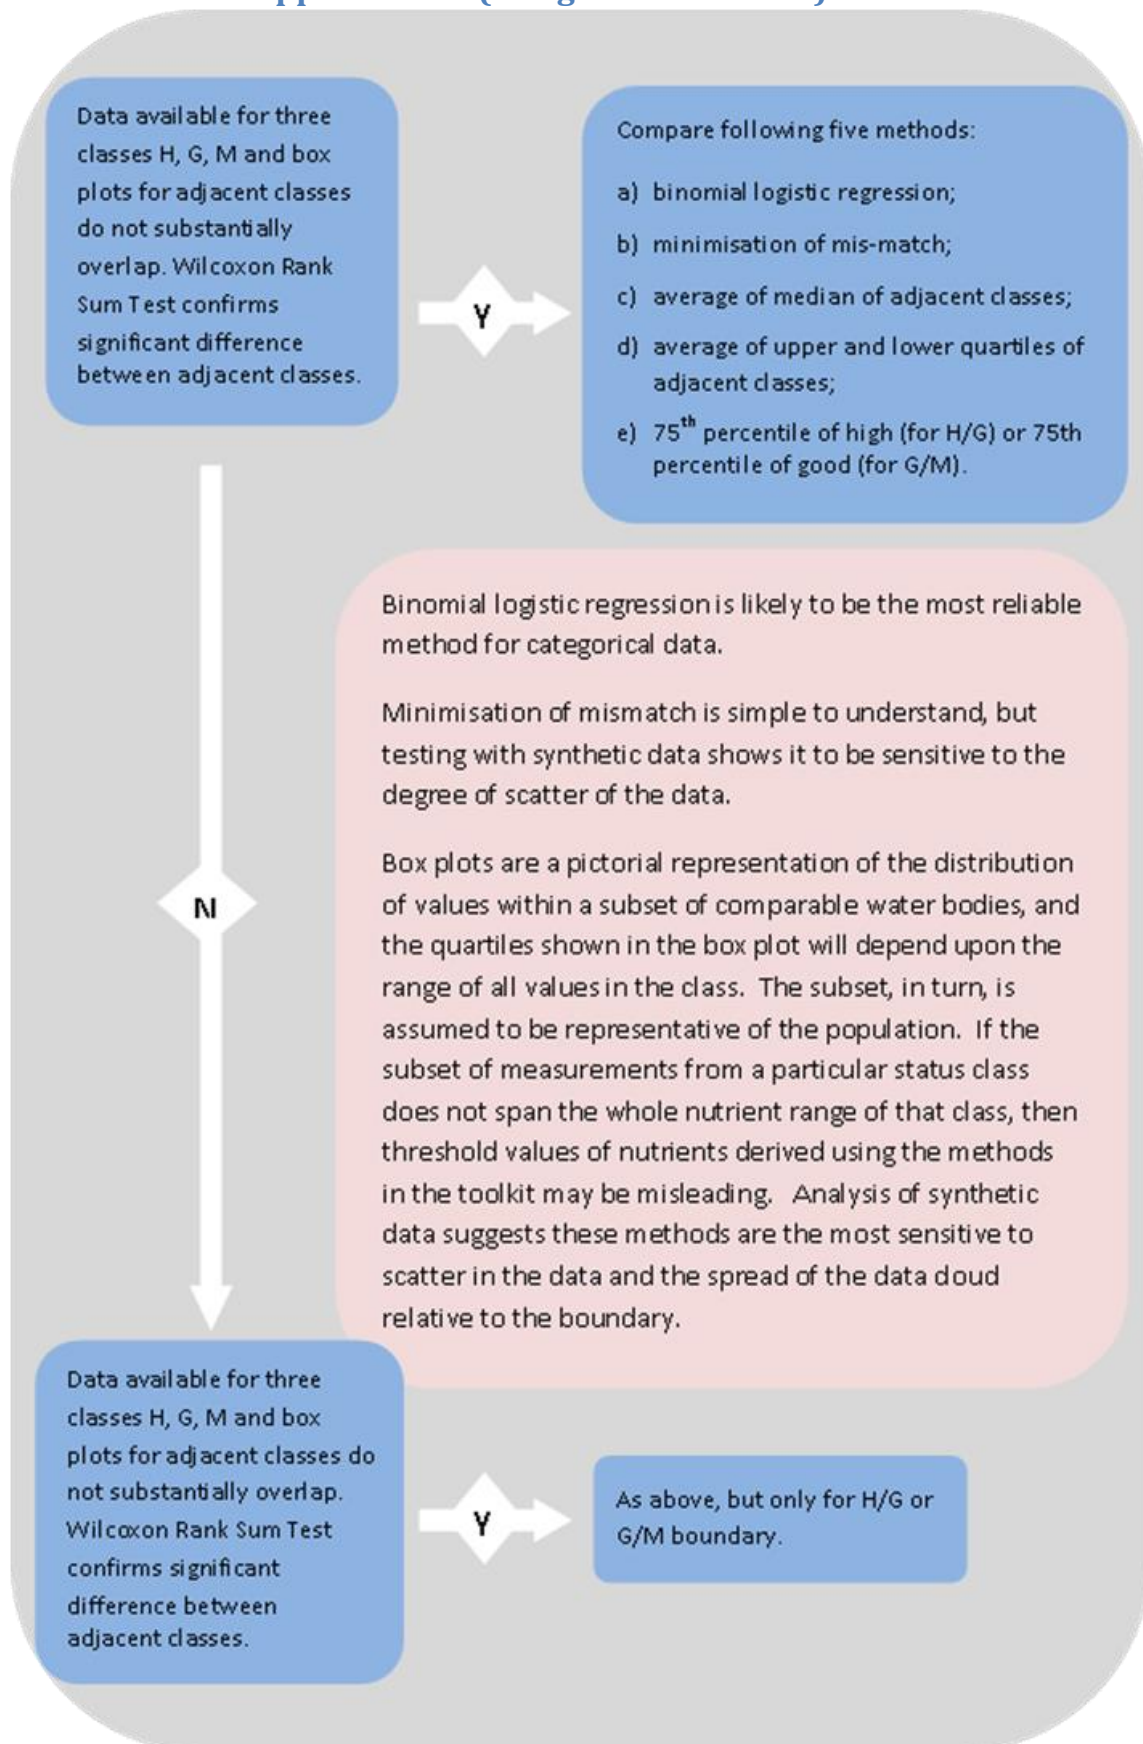 Data available for three
classes H, G, M and box
plots for adjacent classes
do not substantially
overlap. Wilcoxon Rank
Sum Test confirms
significant difference
between adjacent classes.
Y
Compare following five methods:
a) binomial logistic regression;
b) minimisation of mis-match;
c) average of median of adjacent classes;
d) average of upper and lower quartiles of
adjacent classes;
e) 75th percentile of high (for H/G) or 75th
percentile of good (for G/M).
N
Binomial logistic regression is likely to be the most reliable
method for categorical data.
Minimisation of mismatch is simple to understand, but
testing with synthetic data shows it to be sensitive to the
degree of scatter of the data.
Box plots are a pictorial representation of the distribution
of values within a subset of comparable water bodies, and
the quartiles shown in the box plot will depend upon the
range of all values in the class. The subset, in turn, is
assumed to be representative of the population. If the
subset of measurements from a particular status class
does not span the whole nutrient range of that class, then
threshold values of nutrients derived using the methods
in the toolkit may be misleading. Analysis of synthetic
data suggests these methods are the most sensitive to
scatter in the data and the spread of the data cloud
relative to the boundary.
Data available for three
classes H, G, M and box
plots for adjacent classes do
not substantially overlap.
Wilcoxon Rank Sum Test
confirms significant
difference between
adjacent classes.
Y
As above, but only for H/G or
G/M boundary.